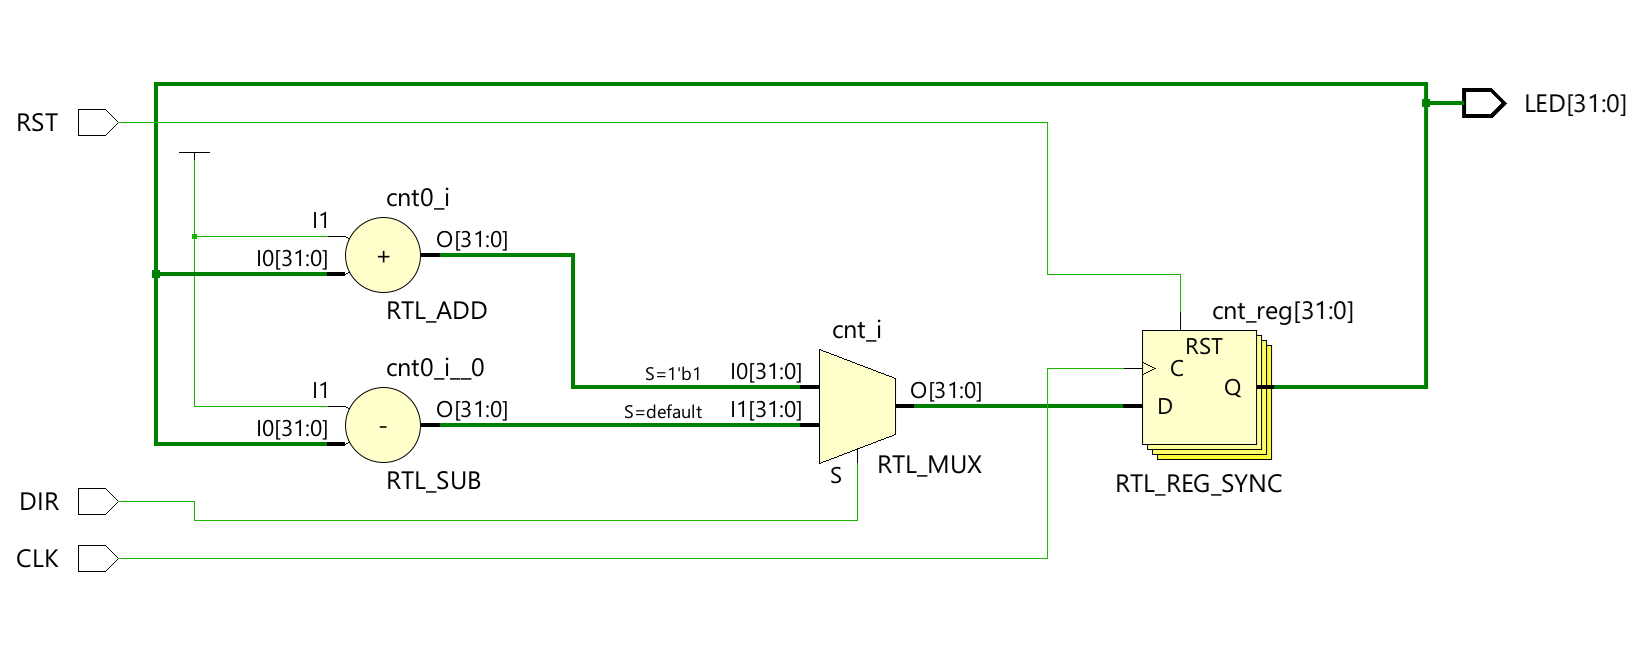 LED[31:0]
RST
cnt0_i
I1
O[31:0]
I0[31:0]
+
RTL_ADD
cnt_reg[31:0]
cnt_i
RST
cnt0_i__0
S=1'b1
I0[31:0]
C
I1
O[31:0]
Q
O[31:0]
S=default
I1[31:0]
D
I0[31:0]
-
RTL_MUX
S
RTL_SUB
RTL_REG_SYNC
DIR
CLK